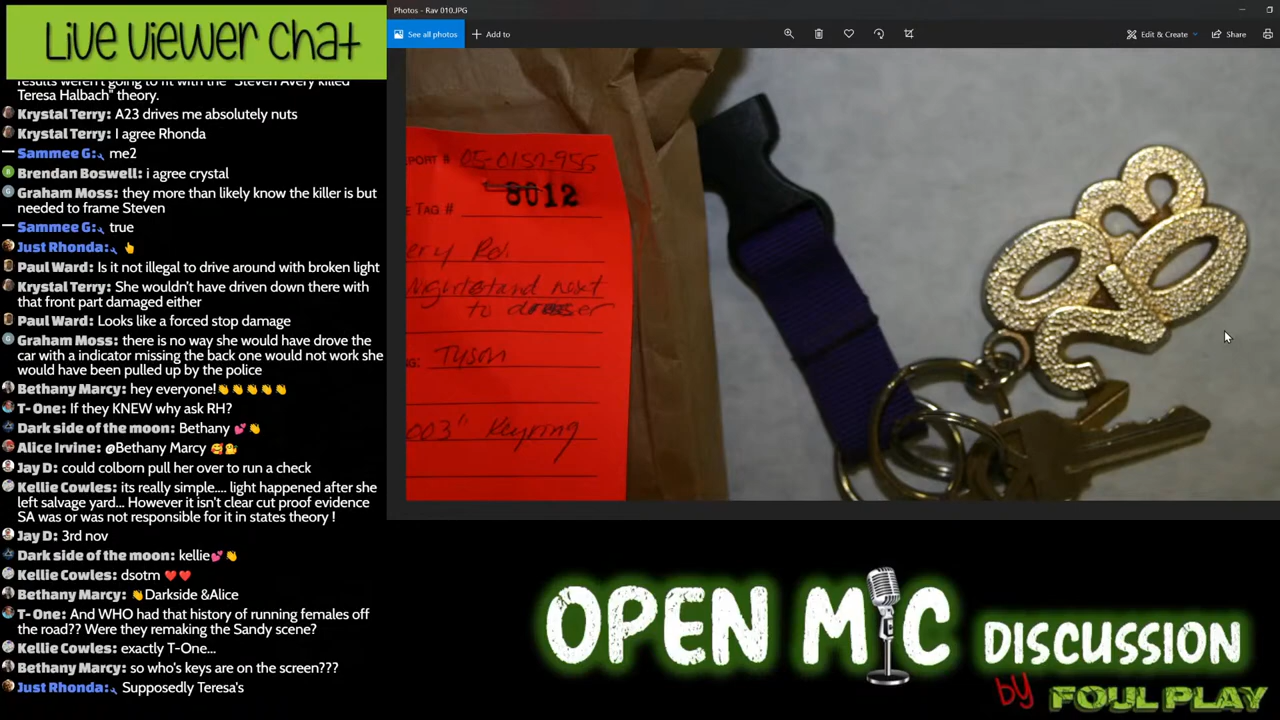 Live viewer chat
results weren't going to fit with the "Steven Avery killed
Teresa Halbach" theory.
Krystal Terry: A23 drives me absolutely nuts
Krystal Terry: I agree Rhonda
Sammee G: me2
Brendan Boswell: i agree crystal
Graham Moss: they more than likely know the killer is but
needed to frame Steven
Sammee G: true
Just Rhonda:
Paul Ward: Is it not illegal to drive around with broken light
Krystal Terry: She wouldn't have driven down there with
that front part damaged either
Paul Ward: Looks like a forced stop damage
Graham Moss: there is no way she would have drove the
car with a indicator missing the back one would not work she
would have been pulled up by the police
Bethany Marcy: hey everyone!
T-One: If they KNEW why ask RH?
Dark side of the moon: Bethany
Alice Irvine: @Bethany Marcy
Jay D: could colborn pull her over to run a check
Kellie Cowles: its really simple.... light happened after she
left salvage yard... However it isn't clear cut proof evidence
SA was or was not responsible for it in states theory !
Jay D: 3rd nov
Dark side of the moon: kellie
Kellie Cowles: dsotm
Bethany Marcy: Darkside &Alice
T-One: And WHO had that history of running females off
the road?? Were they remaking the Sandy scene?
Kellie Cowles: exactly T-One...
Bethany Marcy: so who's keys are on the screen???
Just Rhonda: Supposedly Teresa's
Photos - Rav 010.JPG
See all photos
Add to
Edit & Create
Share
PORT # 05-0157-955
8012
E TAG #
ery
Nightstand next
to dresser
G: Tyson
003" Keyring
2003
OPEN MIC
DISCUSSION
by FOUL PLAY